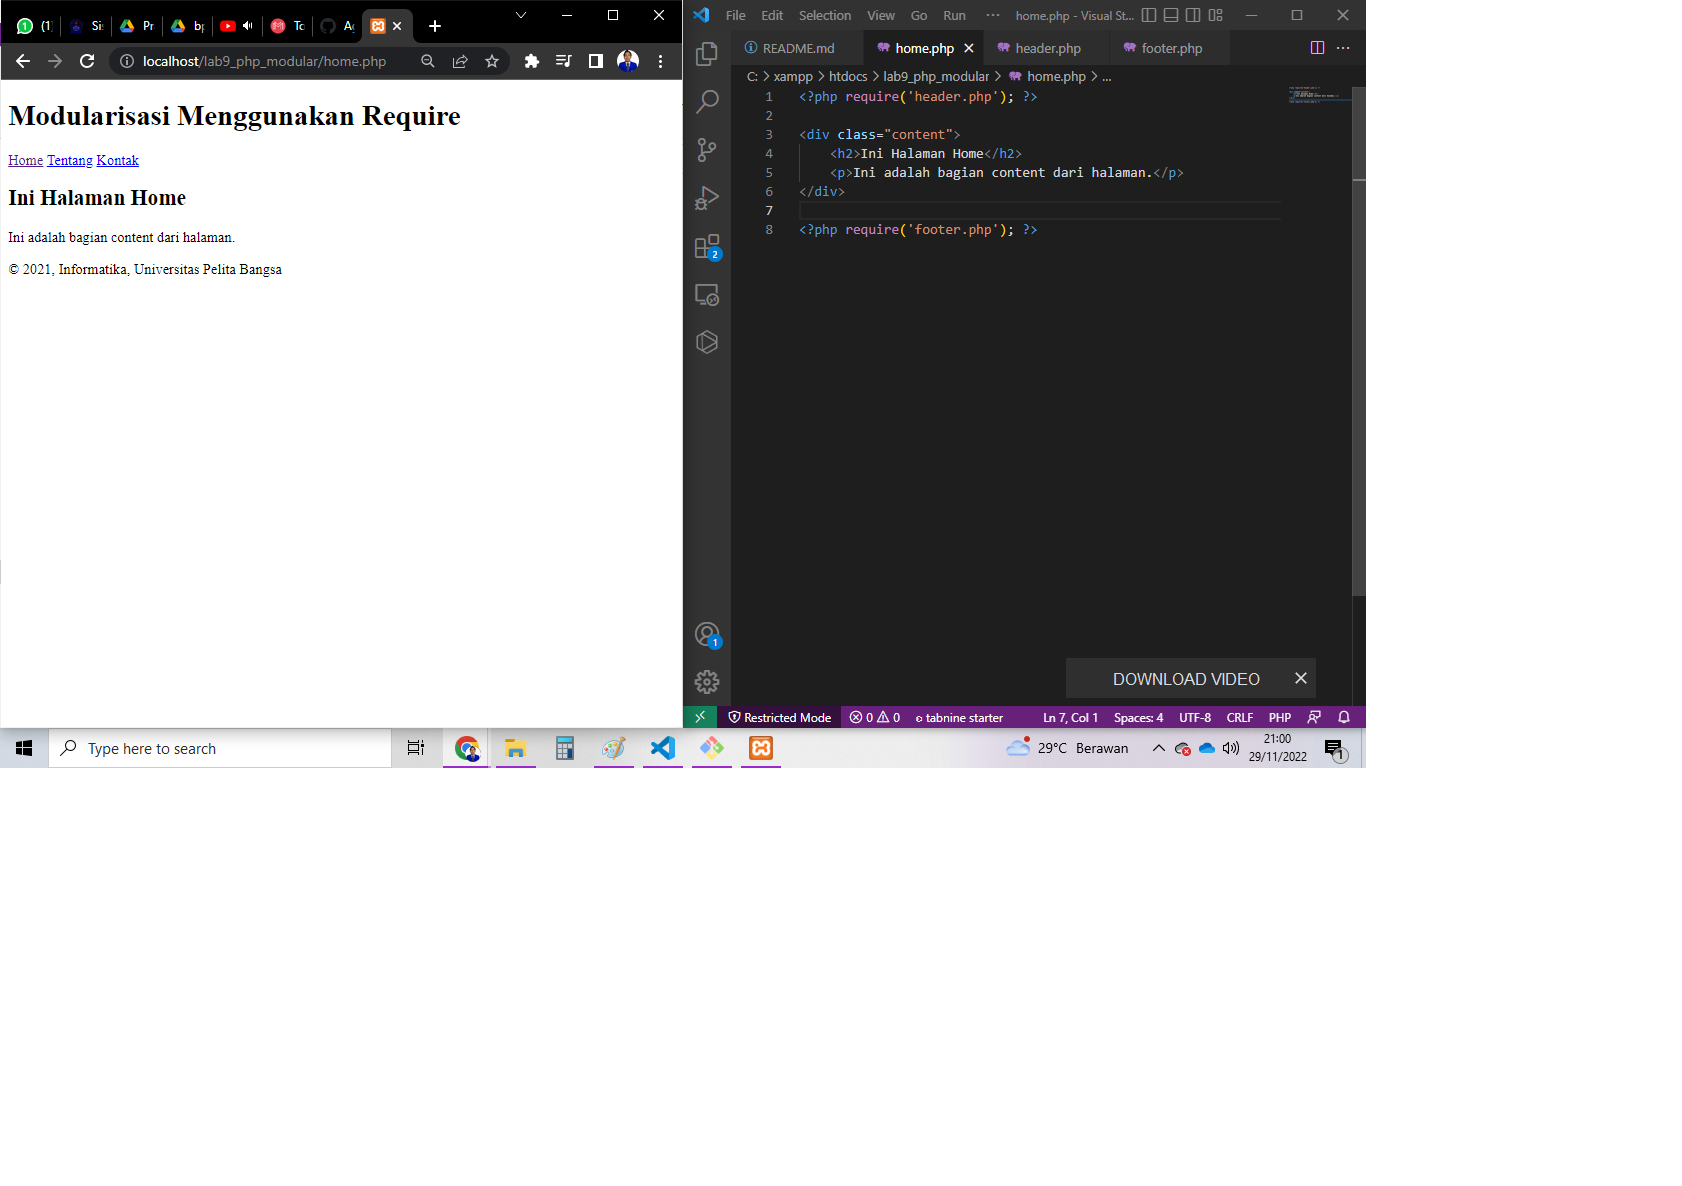 (1) Si Pr bp To Ag
localhost/lab9_php_modular/home.php
Modularisasi Menggunakan Require
Home Tentang Kontak
Ini Halaman Home
Ini adalah bagian content dari halaman.
© 2021, Informatika, Universitas Pelita Bangsa
File Edit Selection View Go Run ··· home.php - Visual St...
README.md home.php header.php footer.php ···
C: > xampp > htdocs > lab9_php_modular > home.php > ...
1 <?php require('header.php'); ?>
2
3 <div class="content">
4 <h2>Ini Halaman Home</h2>
5 <p>Ini adalah bagian content dari halaman.</p>
6 </div>
7
8 <?php require('footer.php'); ?>
2
1
DOWNLOAD VIDEO
Restricted Mode 0 0 tabnine starter Ln 7, Col 1 Spaces: 4 UTF-8 CRLF PHP
Type here to search 29°C Berawan 21:00
29/11/2022 1